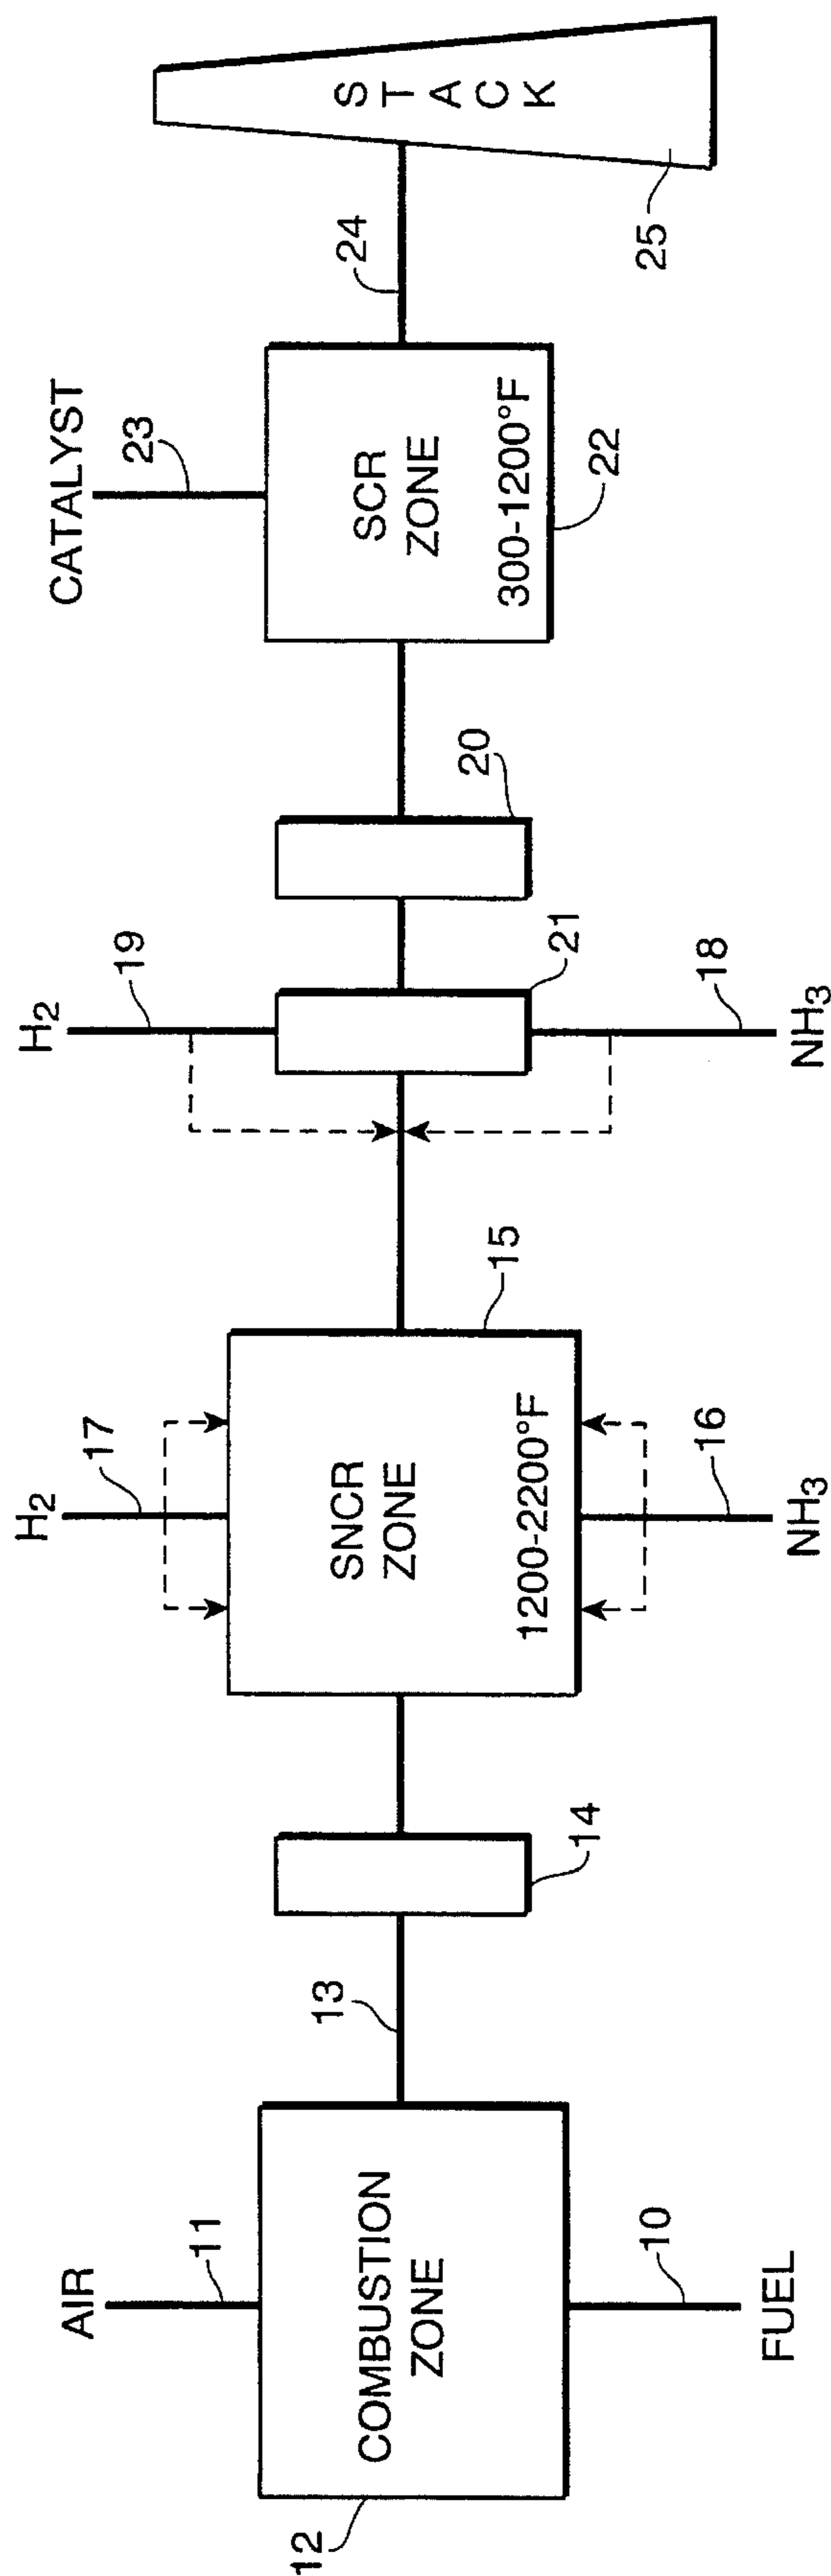 AIR
11
COMBUSTION
ZONE
12
10
FUEL
13
14
H2
17
SNCR
ZONE
1200-2200°F
15
16
NH3
H2
19
21
18
NH3
20
CATALYST
23
SCR
ZONE
300-1200°F
22
24
STACK
25